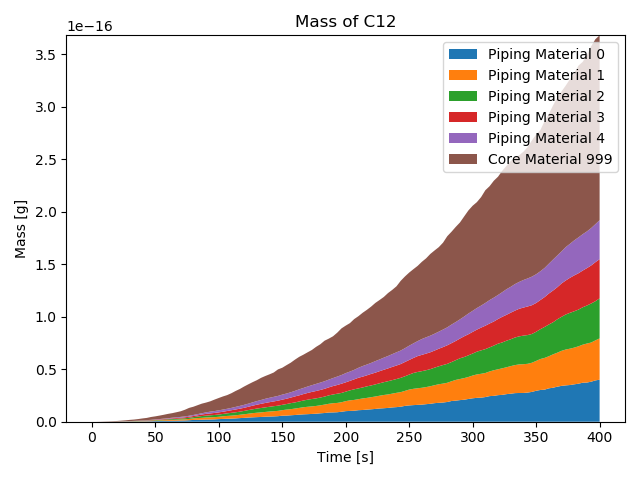 Mass of C12
1e−16
Mass [g]
3.5
3.0
2.5
2.0
1.5
1.0
0.5
0.0
Piping Material 0
Piping Material 1
Piping Material 2
Piping Material 3
Piping Material 4
Core Material 999
0 50 100 150 200 250 300 350 400
Time [s]